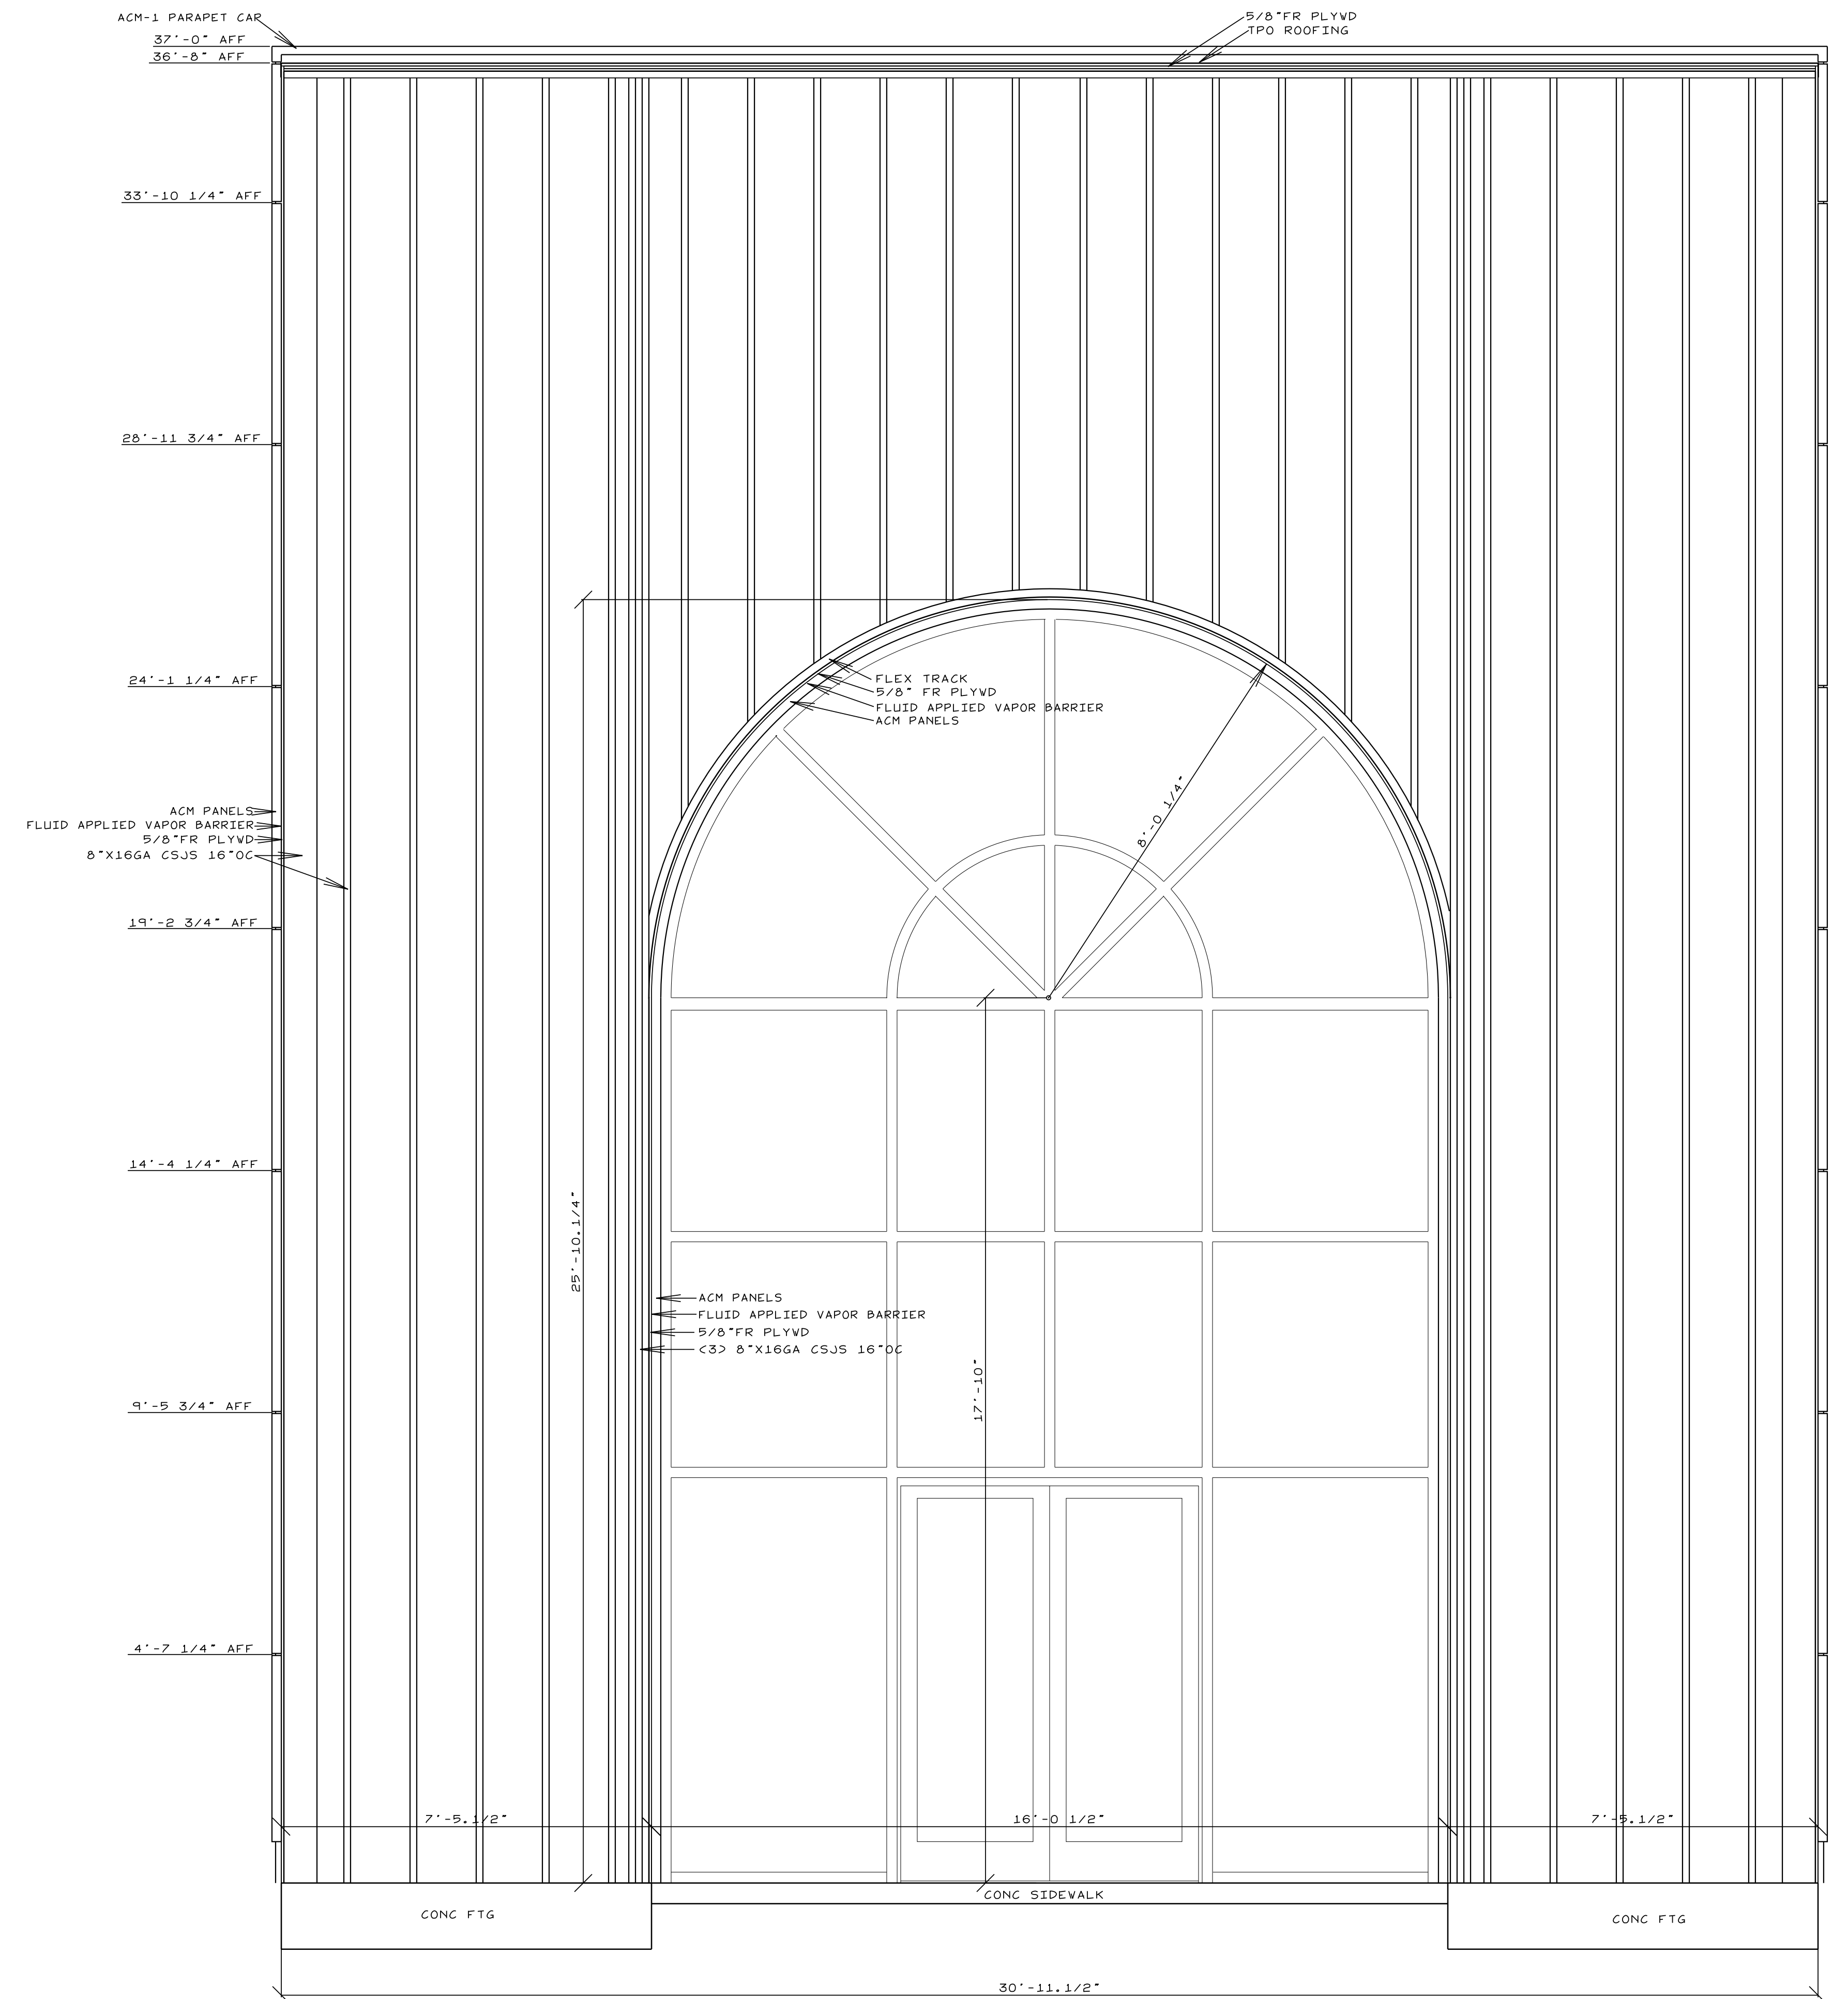 ACM-1 PARAPET CAR
5/8"FR PLYWD
TPO ROOFING
37'-0" AFF
36'-8" AFF
33'-10 1/4" AFF
28'-11 3/4" AFF
24'-1 1/4" AFF
FLEX TRACK
5/8" FR PLYWD
FLUID APPLIED VAPOR BARRIER
ACM PANELS
8'-0 1/4"
ACM PANELS
FLUID APPLIED VAPOR BARRIER
5/8"FR PLYWD
8"X16GA CSJS 16"OC
19'-2 3/4" AFF
14'-4 1/4" AFF
25'-10.1/4"
ACM PANELS
FLUID APPLIED VAPOR BARRIER
5/8"FR PLYWD
(3) 8"X16GA CSJS 16"OC
17'-10"
9'-5 3/4" AFF
4'-7 1/4" AFF
7'-5.1/2"
16'-0 1/2"
7'-5.1/2"
CONC SIDEWALK
CONC FTG
CONC FTG
30'-11.1/2"